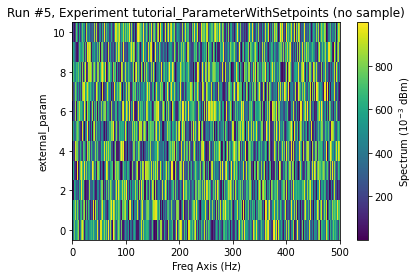 Run #5, Experiment tutorial_ParameterWithSetpoints (no sample)
10
8
6
4
2
0
external_param
0 100 200 300 400 500
Freq Axis (Hz)
800
600
400
200
Spectrum (10⁻³ dBm)